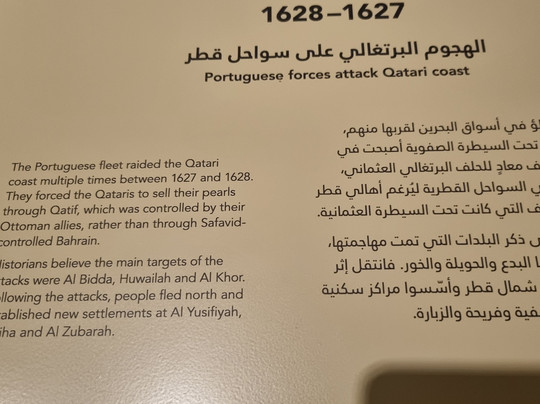 1628–1627
الهجوم البرتغالي على سواحل قطر
Portuguese forces attack Qatari coast
The Portuguese fleet raided the Qatari
coast multiple times between 1627 and 1628.
They forced the Qataris to sell their pearls
through Qatif, which was controlled by their
Ottoman allies, rather than through Safavid-
controlled Bahrain.
Historians believe the main targets of the
attacks were Al Bidda, Huwailah and Al Khor.
Following the attacks, people fled north and
established new settlements at Al Yusifiyah,
and Al Zubarah.
في أسواق البحرين لقربها منهم،
تحت السيطرة الصفوية أصبحت في
معادٍ للحلف البرتغالي العثماني،
السواحل القطرية ليُرغم أهالي قطر
التي كانت تحت السيطرة العثمانية.
ذكر البلدات التي تمت مهاجمتها،
البدع والحويلة والخور. فانتقل إثر
شمال قطر وأسّسوا مراكز سكنية
وفريحة والزبارة.